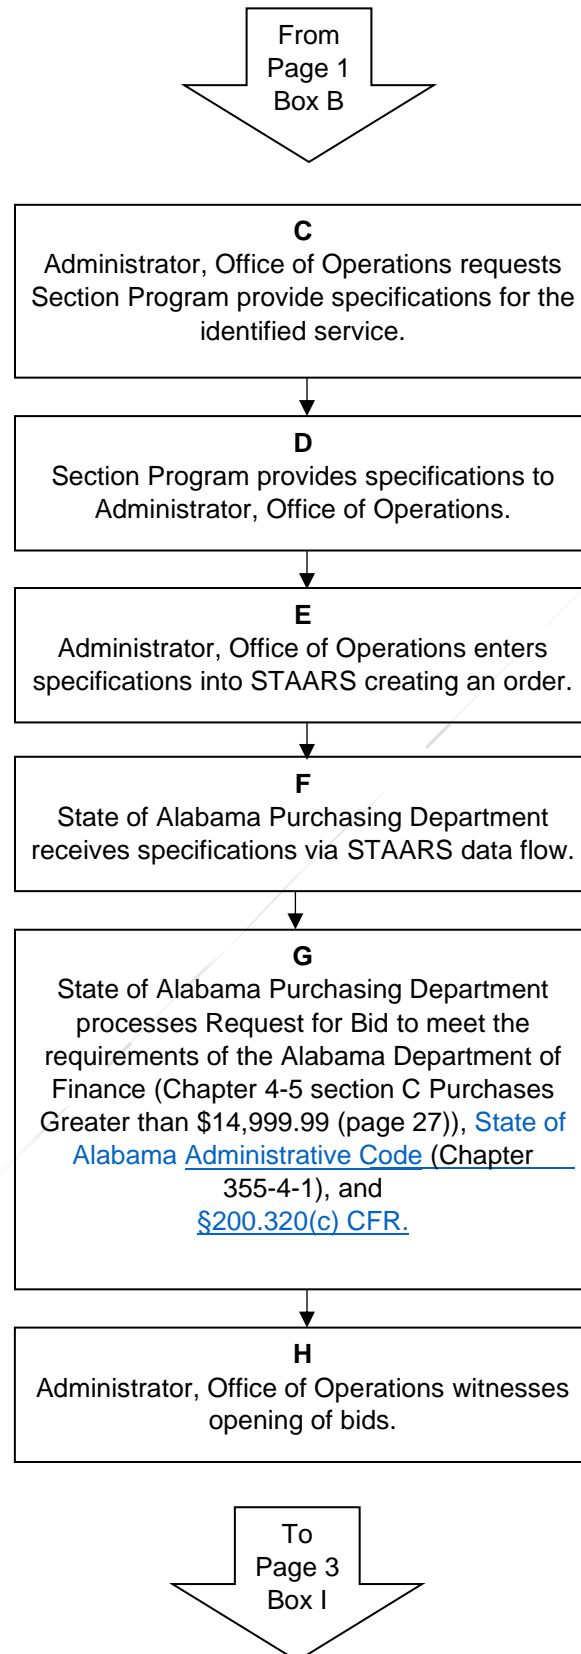 From
Page 1
Box B
C
Administrator, Office of Operations requests
Section Program provide specifications for the
identified service.
D
Section Program provides specifications to
Administrator, Office of Operations.
E
Administrator, Office of Operations enters
specifications into STAARS creating an order.
F
State of Alabama Purchasing Department
receives specifications via STAARS data flow.
G
State of Alabama Purchasing Department
processes Request for Bid to meet the
requirements of the Alabama Department of
Finance (Chapter 4-5 section C Purchases
Greater than $14,999.99 (page 27)), State of
Alabama Administrative Code (Chapter
355-4-1), and
§200.320(c) CFR.
H
Administrator, Office of Operations witnesses
opening of bids.
To
Page 3
Box I